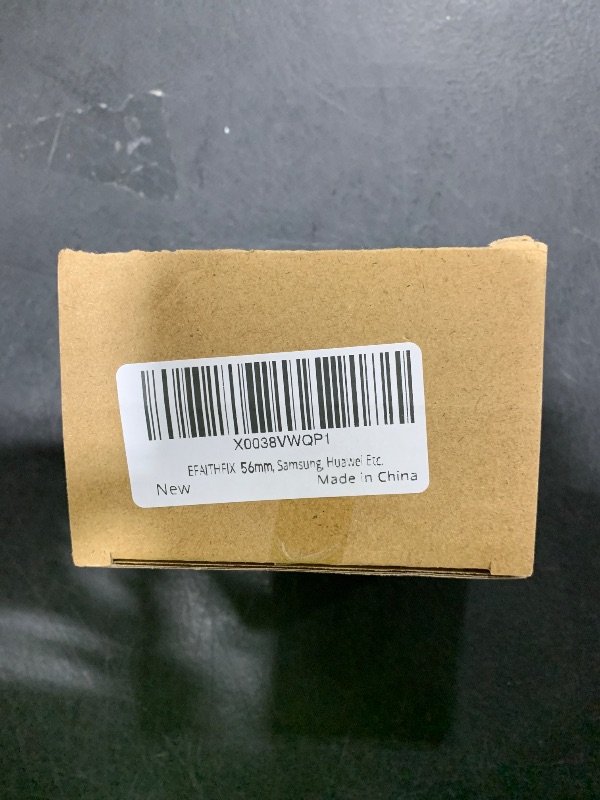 X0038VWQP1
EFAITHFIX 56mm, Samsung, Huawei Etc.
New
Made in China